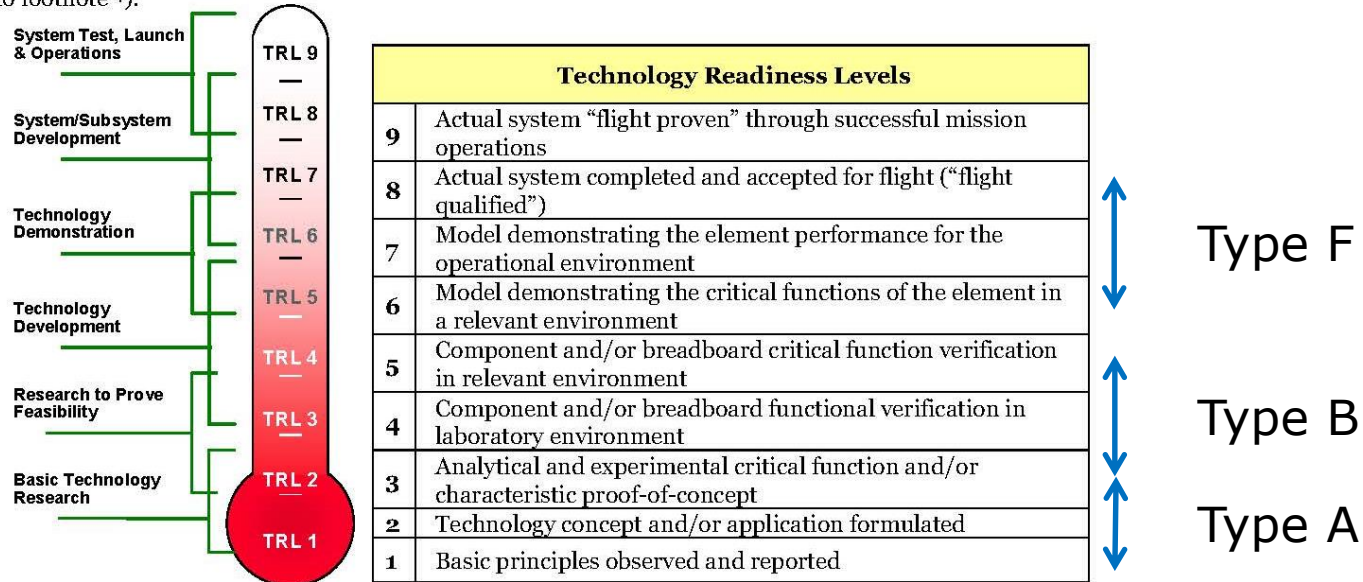 to footnote 4).
System Test, Launch
& Operations
System/Subsystem
Development
Technology
Demonstration
Technology
Development
Research to Prove
Feasibility
Basic Technology
Research
TRL 9
TRL 8
TRL 7
TRL 6
TRL 5
TRL 4
TRL 3
TRL 2
TRL 1
Technology Readiness Levels
9 Actual system “flight proven” through successful mission
operations
8 Actual system completed and accepted for flight (“flight
qualified”)
7 Model demonstrating the element performance for the
operational environment
6 Model demonstrating the critical functions of the element in
a relevant environment
5 Component and/or breadboard critical function verification
in relevant environment
4 Component and/or breadboard functional verification in
laboratory environment
3 Analytical and experimental critical function and/or
characteristic proof-of-concept
2 Technology concept and/or application formulated
1 Basic principles observed and reported
Type F
Type B
Type A